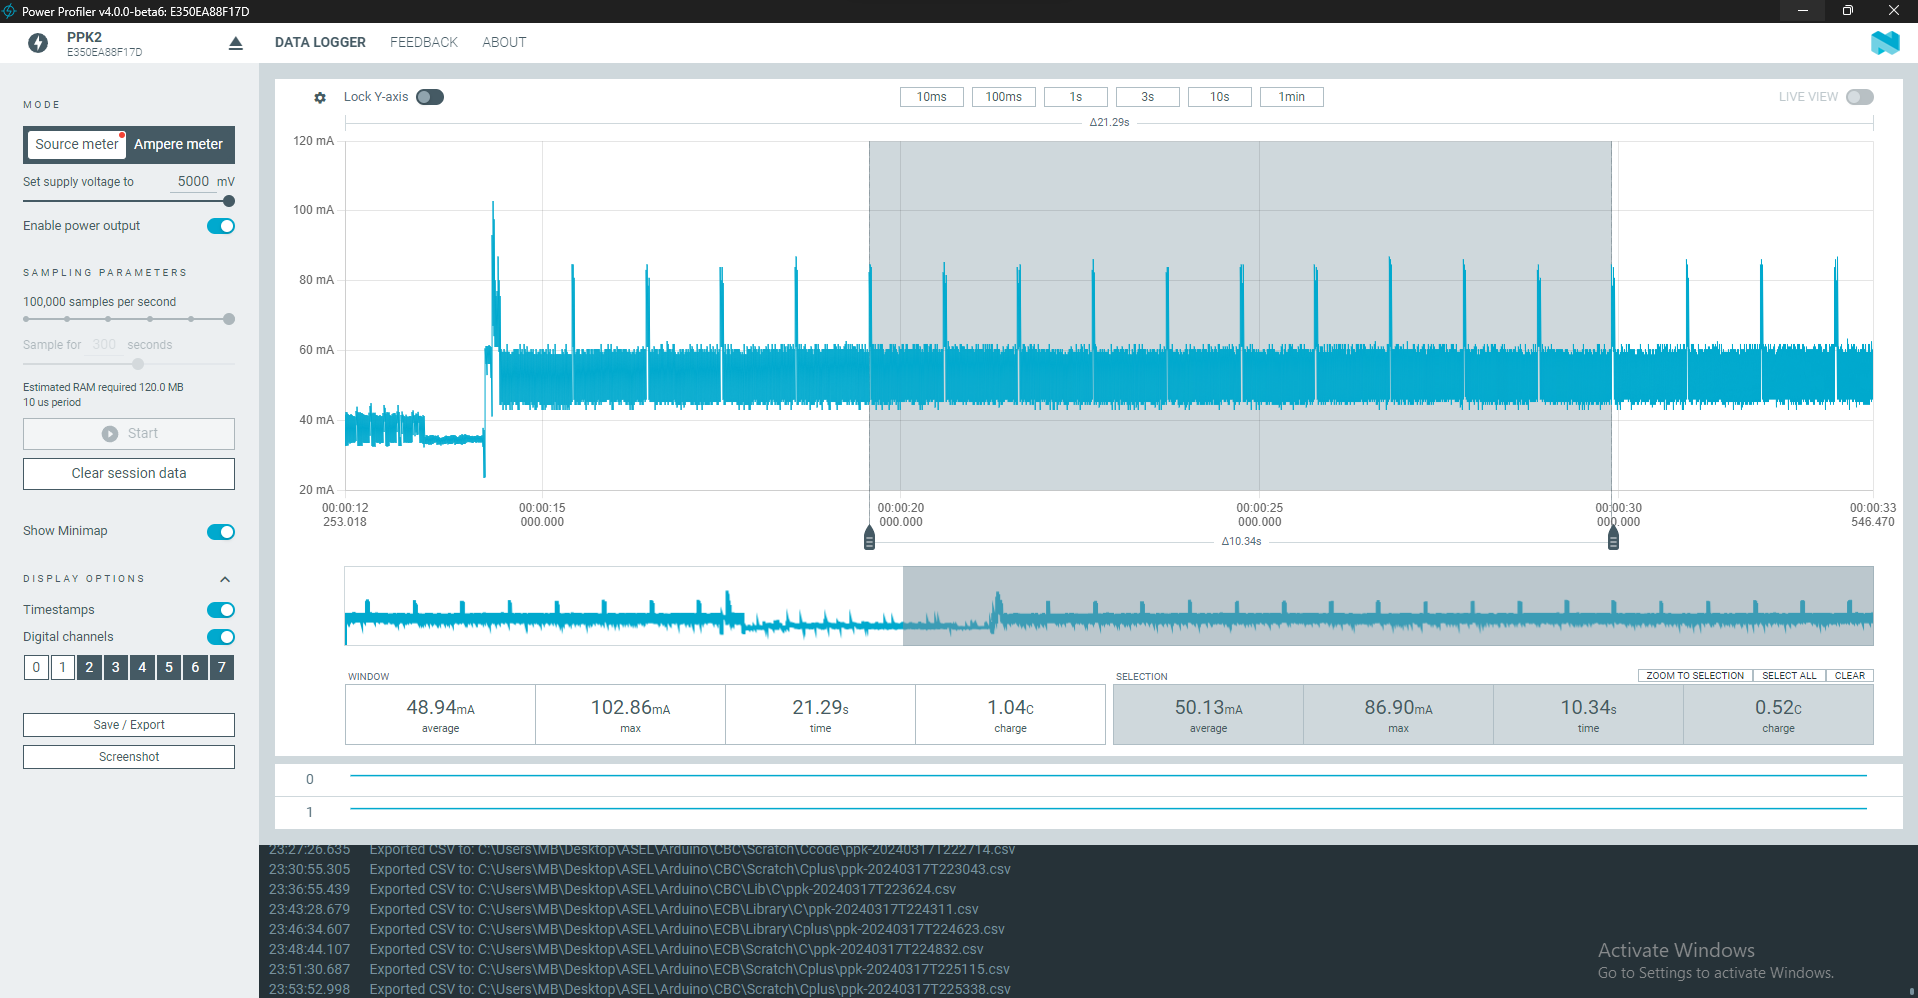 Power Profiler v4.0.0-beta6: E350EA88F17D
PPK2
E350EA88F17D
DATA LOGGER FEEDBACK ABOUT
MODE
Source meter Ampere meter
Set supply voltage to 5000 mV
Enable power output
SAMPLING PARAMETERS
100,000 samples per second
Sample for 300 seconds
Estimated RAM required 120.0 MB
10 us period
Start
Clear session data
Show Minimap
DISPLAY OPTIONS
Timestamps
Digital channels
0 1 2 3 4 5 6 7
Save / Export
Screenshot
Lock Y-axis 10ms 100ms 1s 3s 10s 1min LIVE VIEW
Δ21.29s
120 mA
100 mA
80 mA
60 mA
40 mA
20 mA
00:00:12 00:00:15 00:00:20 00:00:25 00:00:30 00:00:33
253.018 000.000 000.000 000.000 000.000 546.470
Δ10.34s
WINDOW
48.94mA 102.86mA 21.29s 1.04C
average max time charge
SELECTION ZOOM TO SELECTION SELECT ALL CLEAR
50.13mA 86.90mA 10.34s 0.52C
average max time charge
0
1
23:27:26.635 Exported CSV to: C:\Users\MB\Desktop\ASEL\Arduino\CBC\Scratch\Ccode\ppk-20240317T222714.csv
23:30:55.305 Exported CSV to: C:\Users\MB\Desktop\ASEL\Arduino\CBC\Scratch\Cplus\ppk-20240317T223043.csv
23:36:55.439 Exported CSV to: C:\Users\MB\Desktop\ASEL\Arduino\CBC\Lib\C\ppk-20240317T223624.csv
23:43:28.679 Exported CSV to: C:\Users\MB\Desktop\ASEL\Arduino\ECB\Library\C\ppk-20240317T224311.csv
23:46:34.607 Exported CSV to: C:\Users\MB\Desktop\ASEL\Arduino\ECB\Library\Cplus\ppk-20240317T224623.csv
23:48:44.107 Exported CSV to: C:\Users\MB\Desktop\ASEL\Arduino\ECB\Scratch\C\ppk-20240317T224832.csv
23:51:30.687 Exported CSV to: C:\Users\MB\Desktop\ASEL\Arduino\ECB\Scratch\Cplus\ppk-20240317T225115.csv
23:53:52.998 Exported CSV to: C:\Users\MB\Desktop\ASEL\Arduino\CBC\Scratch\Cplus\ppk-20240317T225338.csv
Activate Windows
Go to Settings to activate Windows.